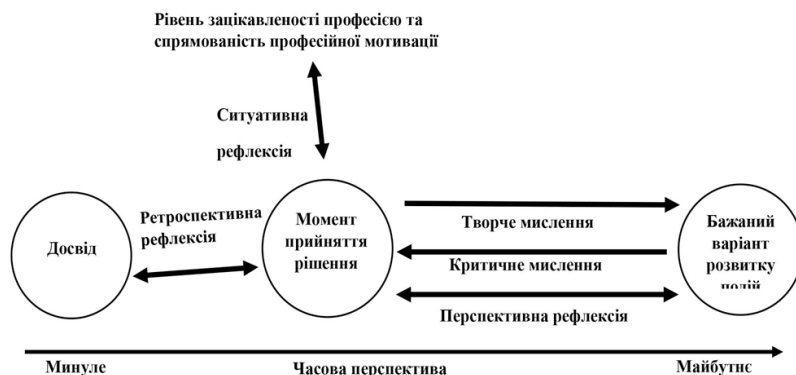 Рівень зацікавленості професією та
спрямованість професійної мотивації
Ситуативна
рефлексія
Ретроспективна
рефлексія
Досвід
Момент
прийняття
рішення
Творче мислення
Критичне мислення
Перспективна рефлексія
Бажаний
варіант
розвитку
подій
Минуле
Часова перспектива
Майбутнє